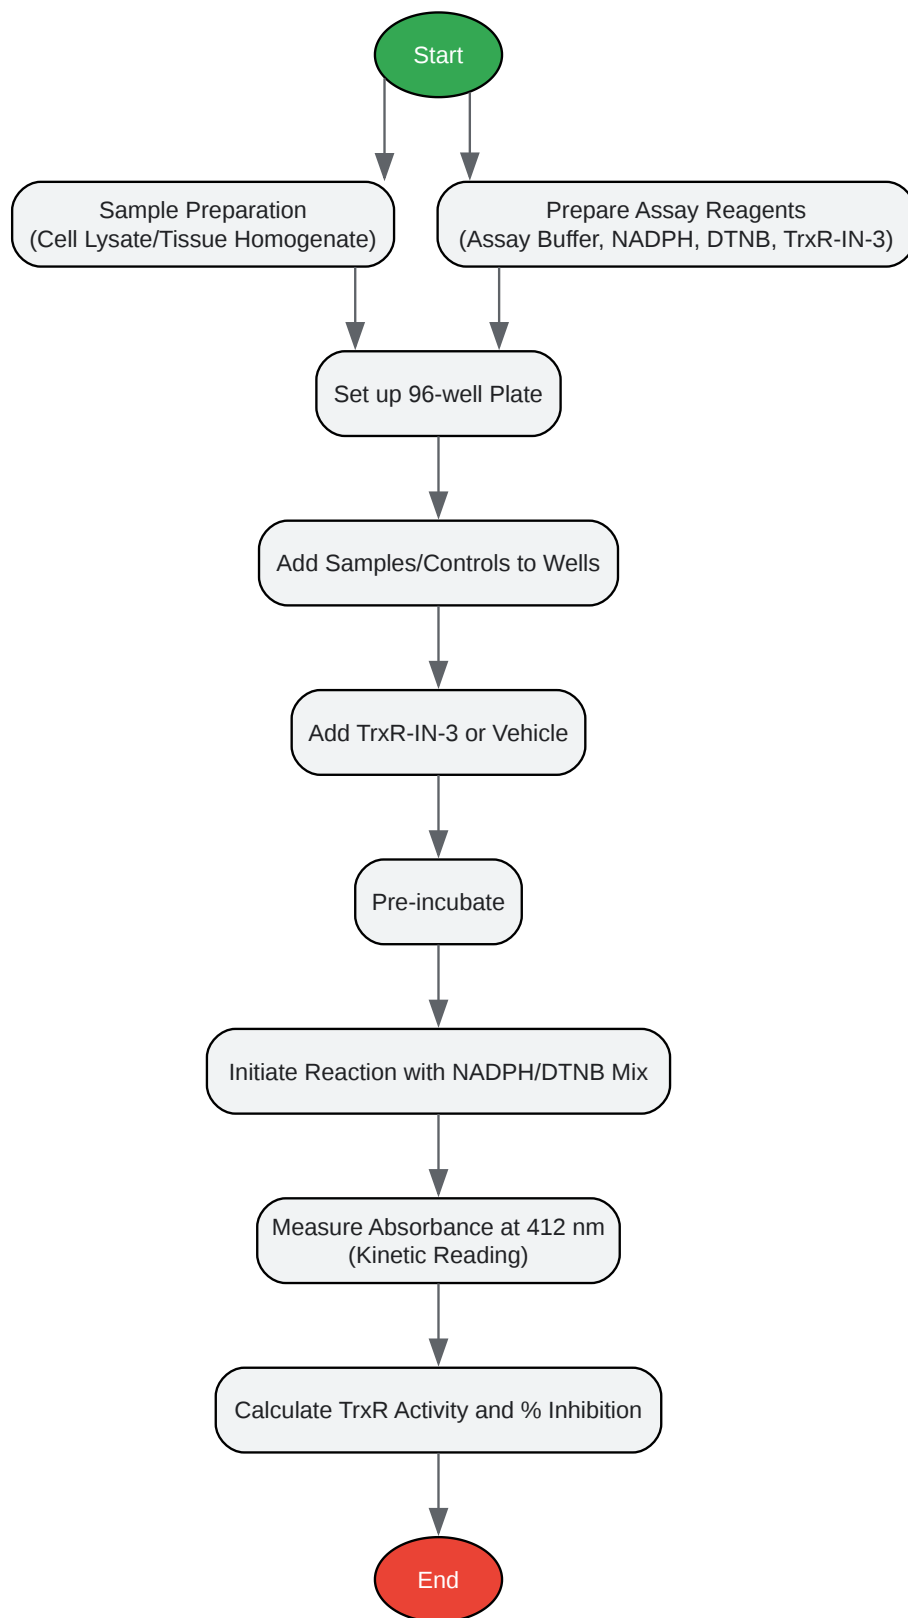 Start
Sample Preparation
(Cell Lysate/Tissue Homogenate)
Prepare Assay Reagents
(Assay Buffer, NADPH, DTNB, TrxR-IN-3)
Set up 96-well Plate
Add Samples/Controls to Wells
Add TrxR-IN-3 or Vehicle
Pre-incubate
Initiate Reaction with NADPH/DTNB Mix
Measure Absorbance at 412 nm
(Kinetic Reading)
Calculate TrxR Activity and % Inhibition
End